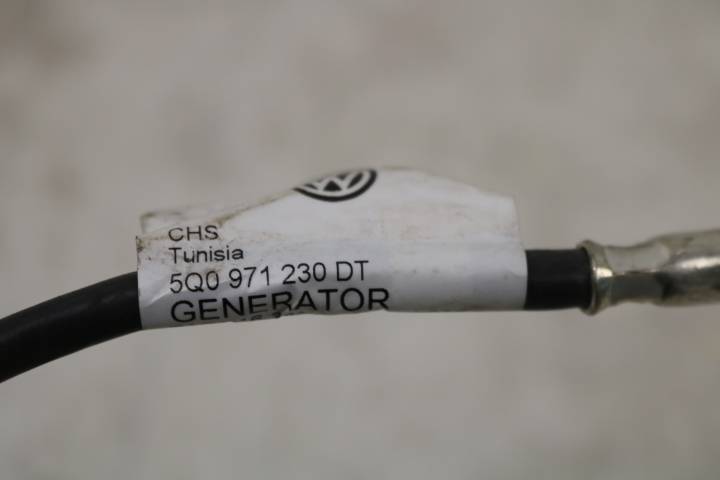 CHS
Tunisia
5Q0 971 230 DT
GENERATOR